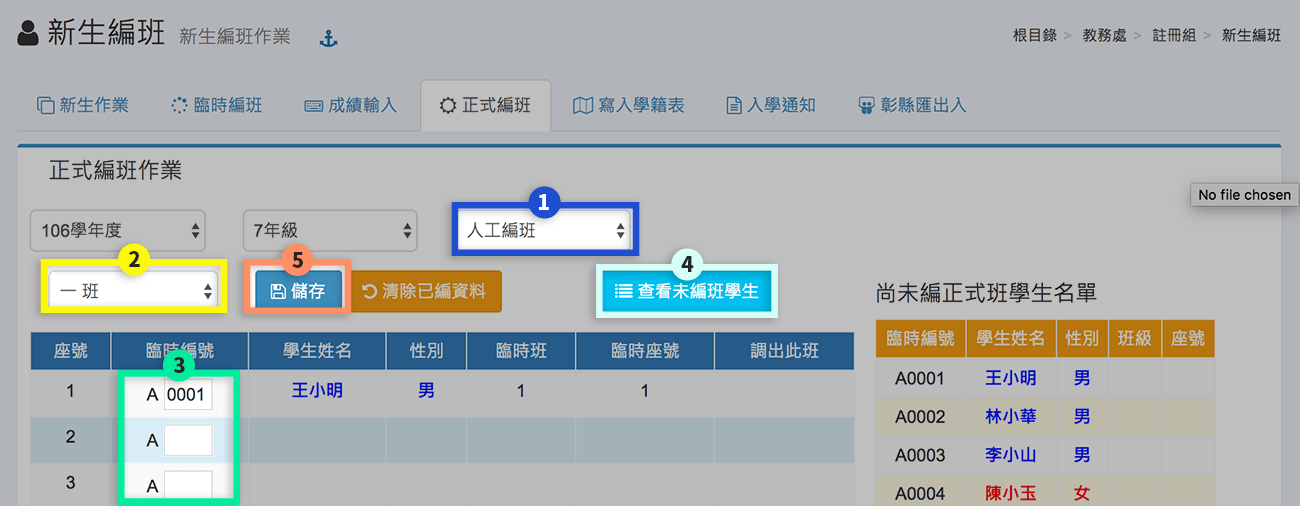 新生編班 新生編班作業
根目錄 > 教務處 > 註冊組 > 新生編班
新生作業 臨時編班 成績輸入 正式編班 寫入學籍表 入學通知 彰縣匯出入
正式編班作業
No file chosen
1
106學年度 7年級 人工編班
2 5 4
一 班 儲存 清除已編資料 查看未編班學生
座號 臨時編號 學生姓名 性別 臨時班 臨時座號 調出此班
3
1 A 0001 王小明 男 1 1
2 A
3 A
尚未編正式班學生名單
臨時編號 學生姓名 性別 班級 座號
A0001 王小明 男
A0002 林小華 男
A0003 李小山 男
A0004 陳小玉 女